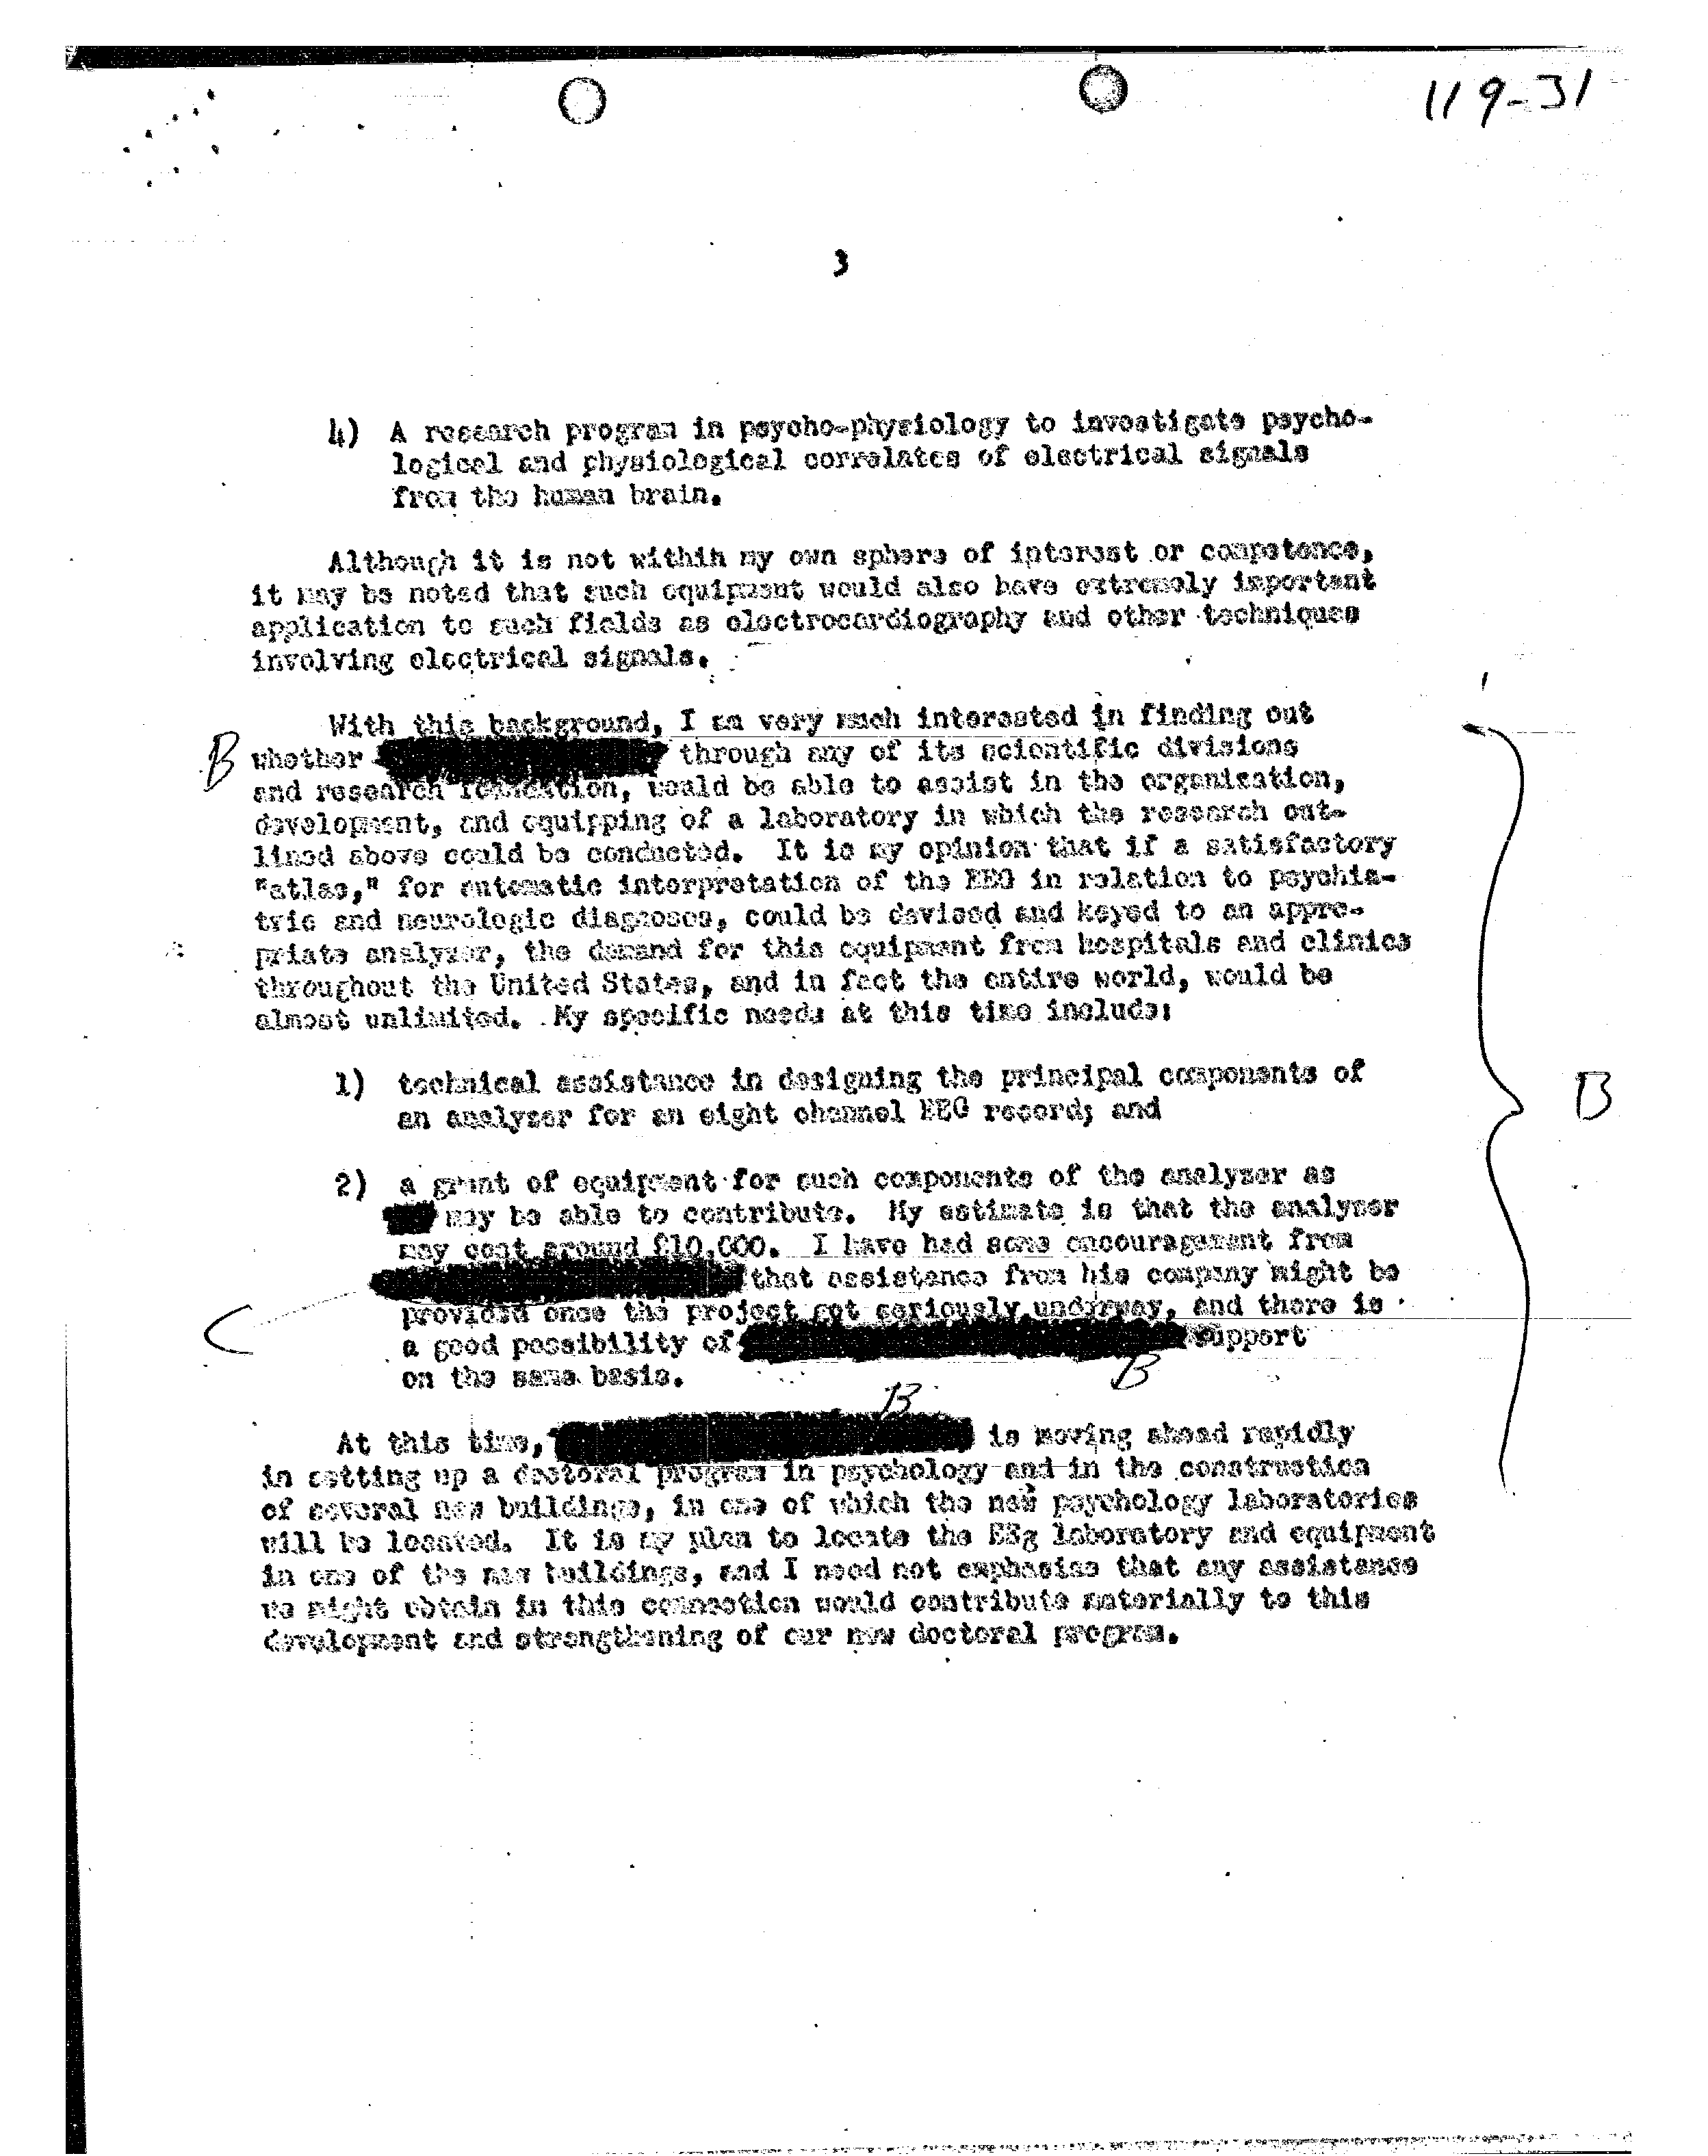 119-31
3
4) A research program in psycho-physiology to investigate psycho-
logical and physiological correlates of electrical signals
from the human brain.
Although it is not within my own sphere of interest or competence,
it may be noted that such equipment would also have extremely important
application to such fields as electrocardiography and other techniques
involving electrical signals.
With this background, I am very much interested in finding out
B whether through any of its scientific divisions
and research foundation, would be able to assist in the organization,
development, and equipping of a laboratory in which the research out-
lined above could be conducted. It is my opinion that if a satisfactory
"atlas," for automatic interpretation of the EEG in relation to psychia-
tric and neurologic diagnoses, could be devised and keyed to an appro-
priate analyzer, the demand for this equipment from hospitals and clinics
throughout the United States, and in fact the entire world, would be
almost unlimited. My specific needs at this time include:
1) technical assistance in designing the principal components of
an analyzer for an eight channel EEG record; and
B
2) a grant of equipment for such components of the analyzer as
may be able to contribute. My estimate is that the analyzer
may cost around 10,000. I have had some encouragement from
that assistance from his company might be
C provided once the project got seriously underway, and there is
a good possibility of support
on the same basis. B
B
At this time, is moving ahead rapidly
in setting up a doctoral program in psychology and in the construction
of several new buildings, in one of which the new psychology laboratories
will be located. It is my plan to locate the EEG laboratory and equipment
in one of the new buildings, and I need not emphasize that any assistance
we might obtain in this connection would contribute materially to this
development and strengthening of our new doctoral program.